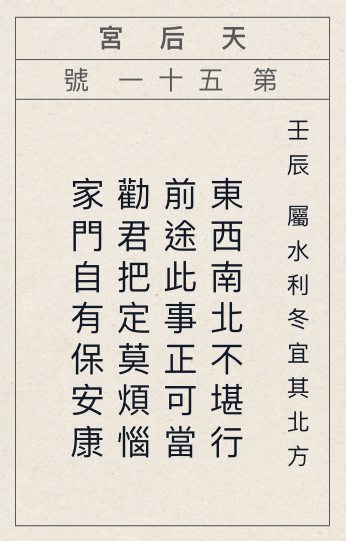 天后宮
第五十一號
壬辰 屬水利冬宜其北方
東西南北不堪行
前途此事正可當
勸君把定莫煩惱
家門自有保安康